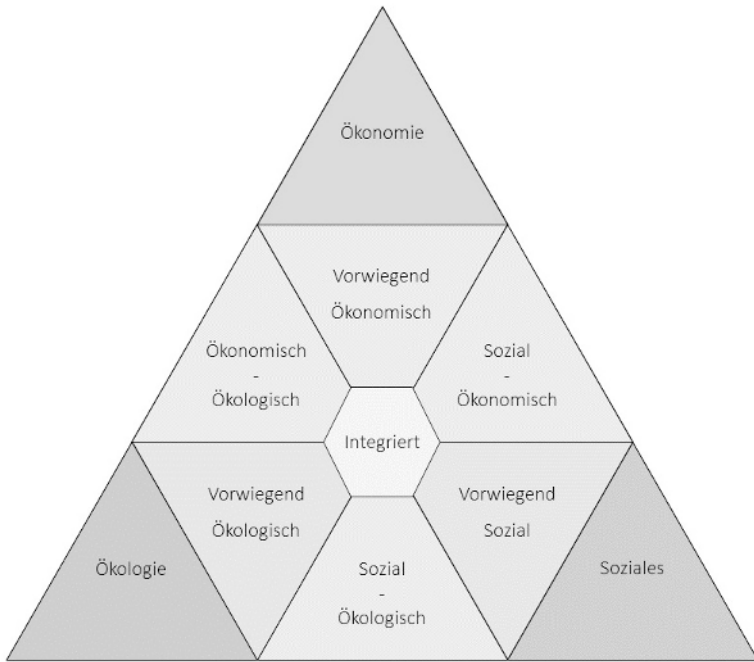 Ökonomie
Vorwiegend
Ökonomisch
Ökonomisch
-
Ökologisch
Sozial
-
Ökonomisch
Integriert
Vorwiegend
Ökologisch
Vorwiegend
Sozial
Ökologie
Sozial
-
Ökologisch
Soziales